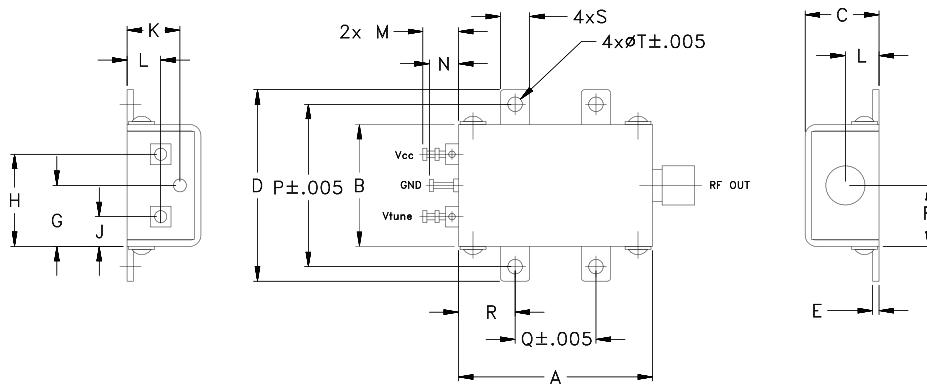 K
L
H
G
J
2x M
N
4xS
4xøT±.005
D
P±.005
B
Vcc
GND
Vtune
RF OUT
R
Q±.005
A
C
L
E